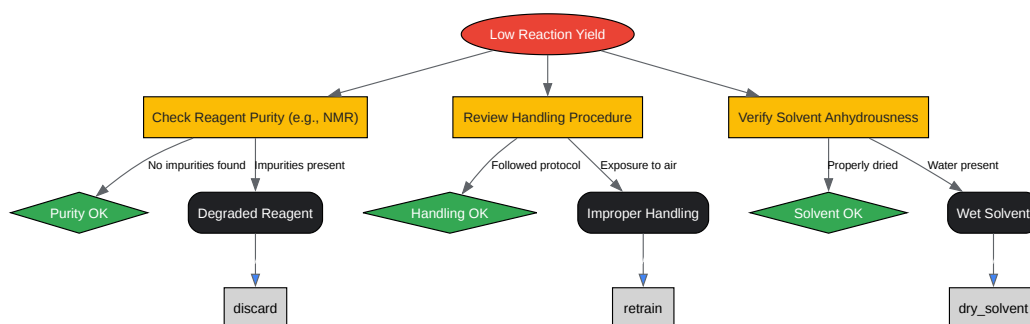 Low Reaction Yield
Check Reagent Purity (e.g., NMR)
Review Handling Procedure
Verify Solvent Anhydrousness
No impurities found
Impurities present
Followed protocol
Exposure to air
Properly dried
Water present
Purity OK
Degraded Reagent
Handling OK
Improper Handling
Solvent OK
Wet Solvent
discard
retrain
dry_solvent